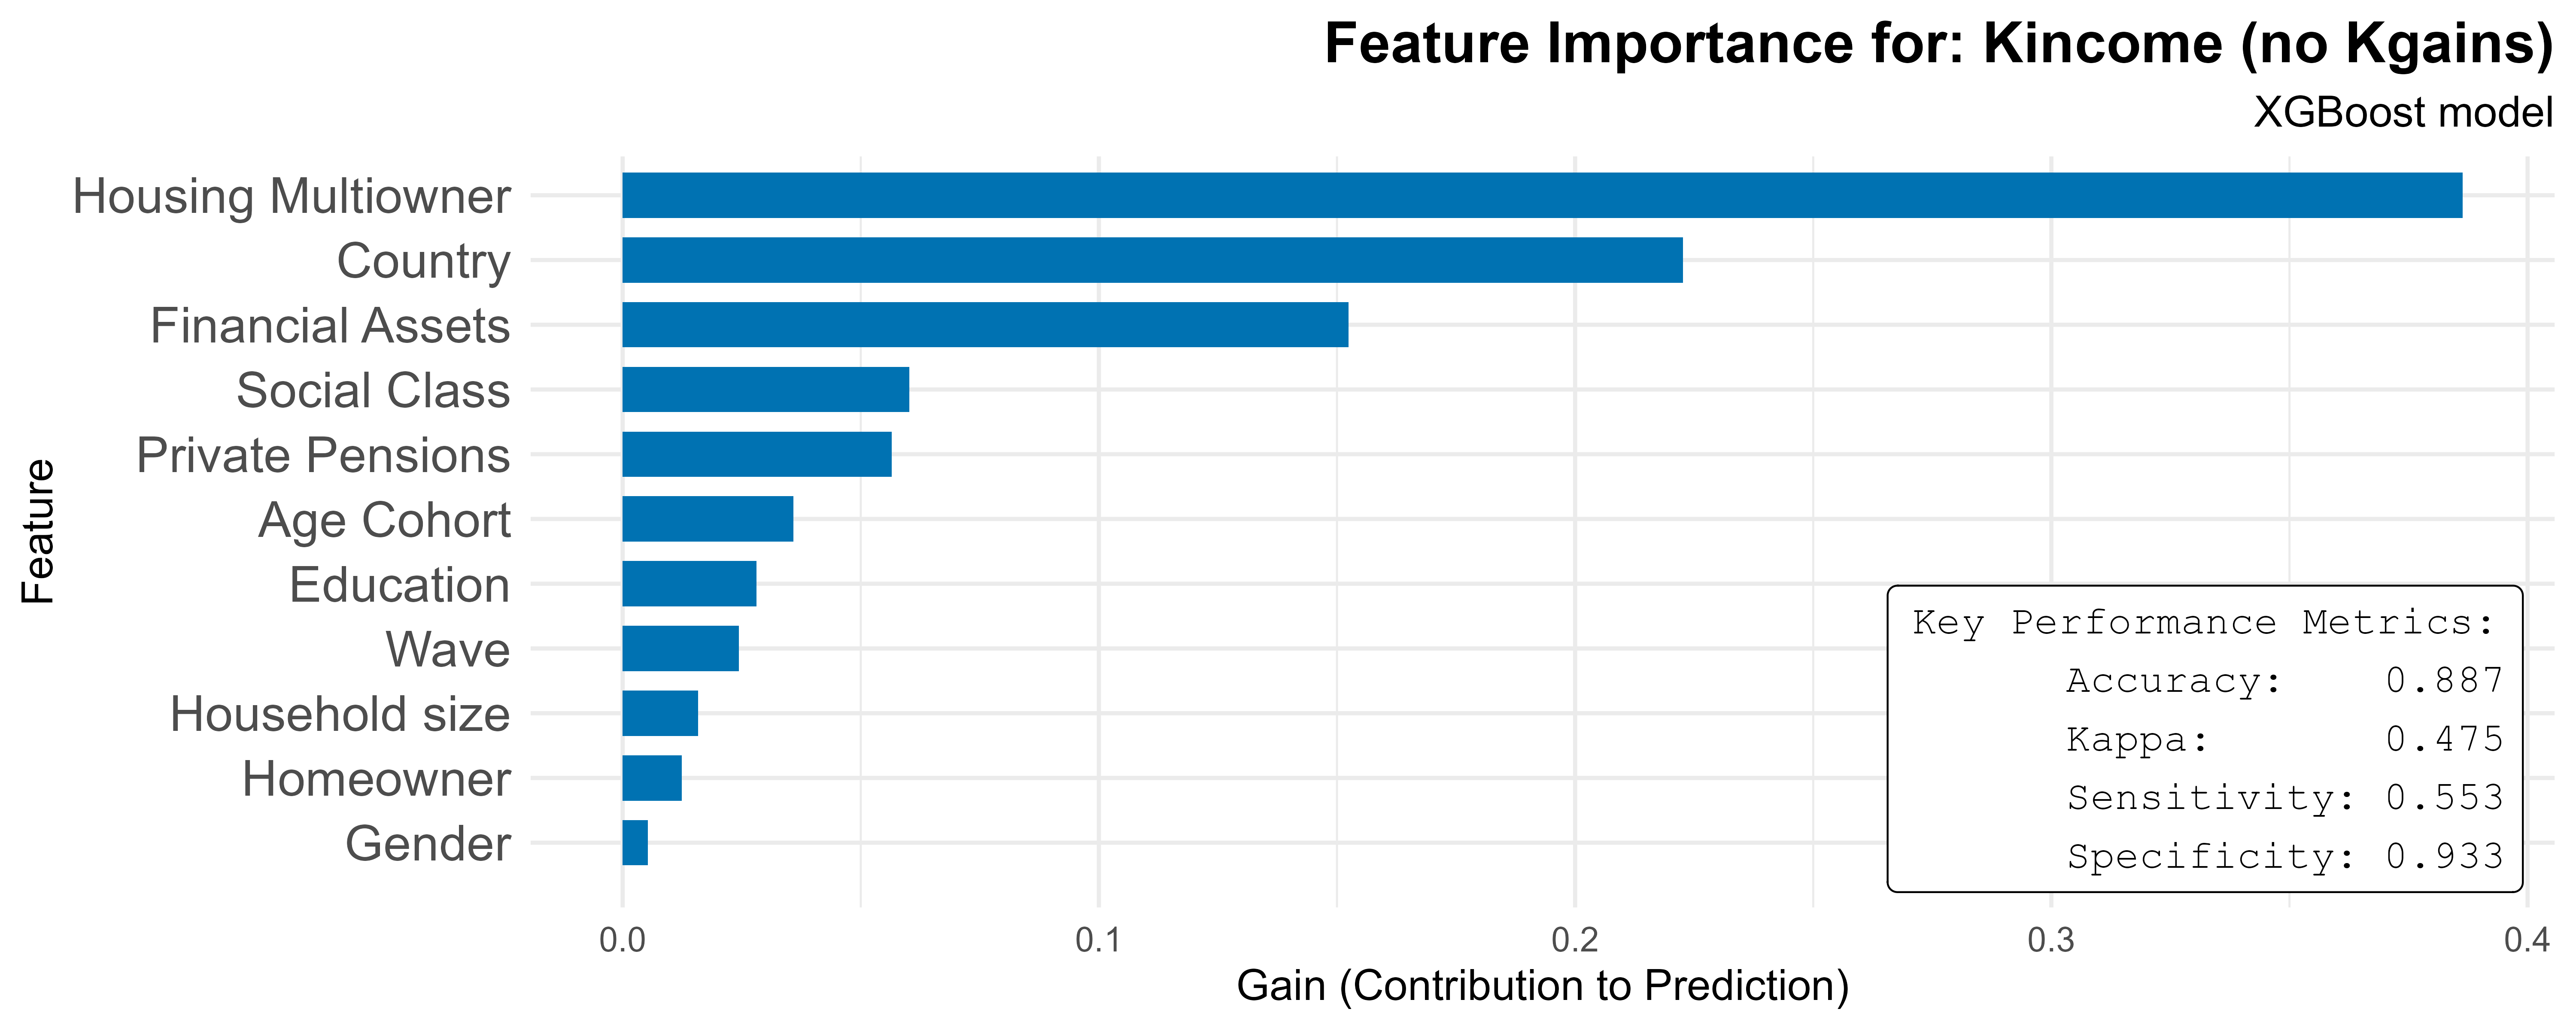 Feature Importance for: Kincome (no Kgains)
XGBoost model
Feature
Housing Multiowner
Country
Financial Assets
Social Class
Private Pensions
Age Cohort
Education
Wave
Household size
Homeowner
Gender
Key Performance Metrics:
Accuracy: 0.887
Kappa: 0.475
Sensitivity: 0.553
Specificity: 0.933
0.0 0.1 0.2 0.3 0.4
Gain (Contribution to Prediction)